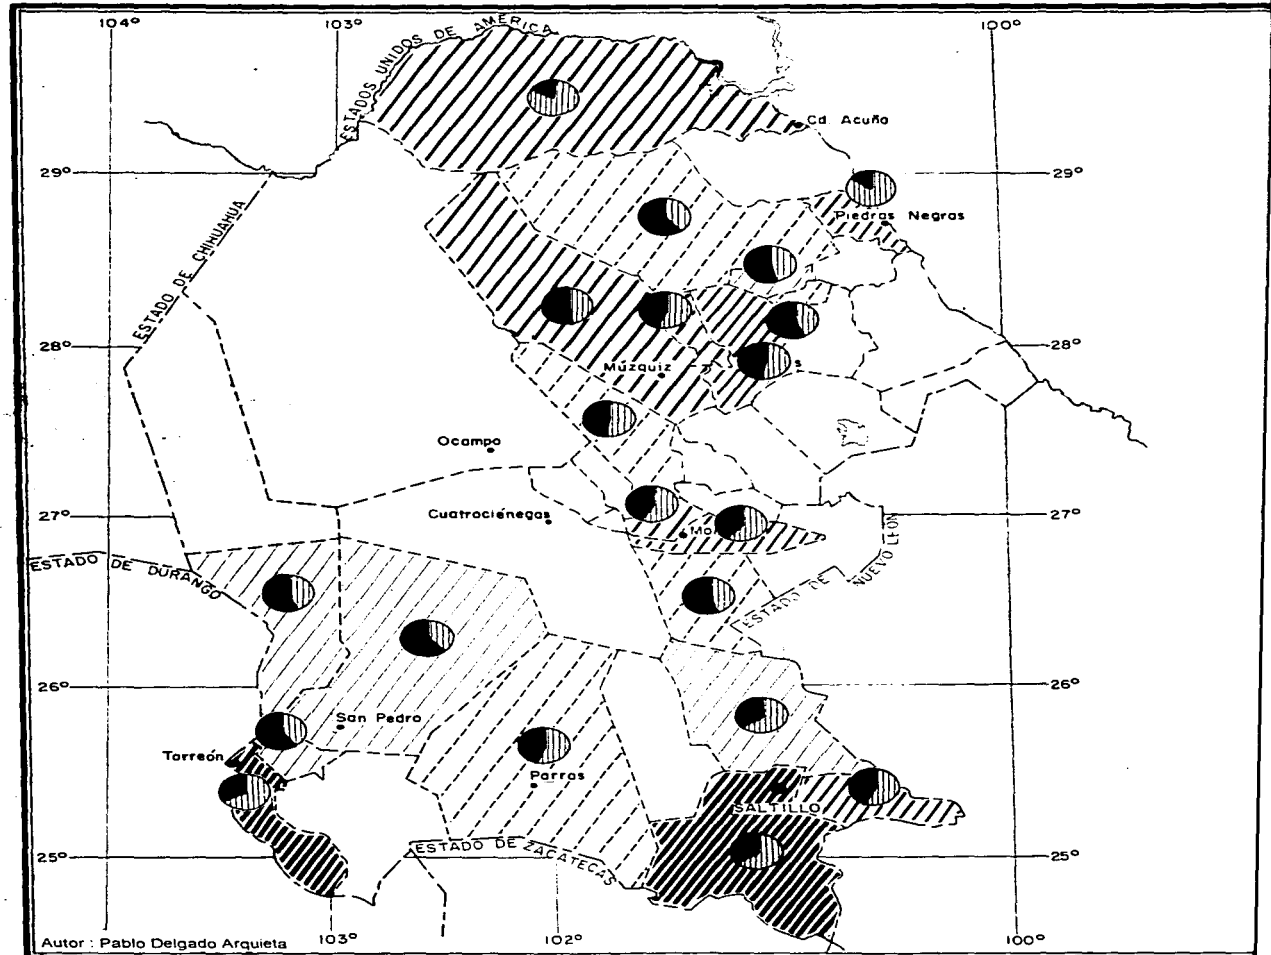 104° 103° 100°
ESTADOS UNIDOS DE AMÉRICA
Cd. Acuña
29° 29°
Piedras Negras
ESTADO DE CHIHUAHUA
28° 28°
Múzquiz s
Ocampo
Cuatrociénegas
27° 27°
Mo
ESTADO DE DURANGO
ESTADO DE NUEVO LEON
26° 26°
San Pedro
Torreón
Parras
SALTILLO
25° 25°
ESTADO DE ZACATECAS
Autor : Pablo Delgado Arquieta
103° 102° 100°